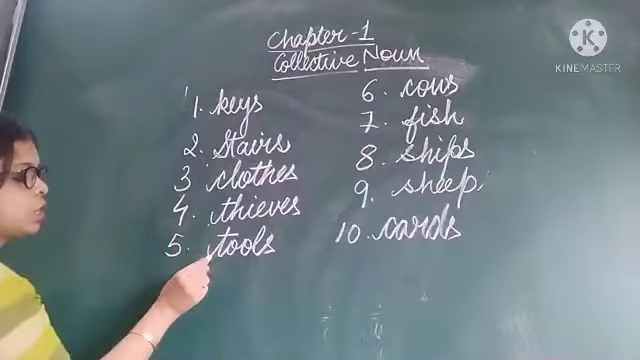 Chapter-1
Collective Noun
1. keys
2. stairs
3 clothes
4. thieves
5. tools
6. cows
7. fish
8. ships
9. sheep
10. cards
K
KINEMASTER